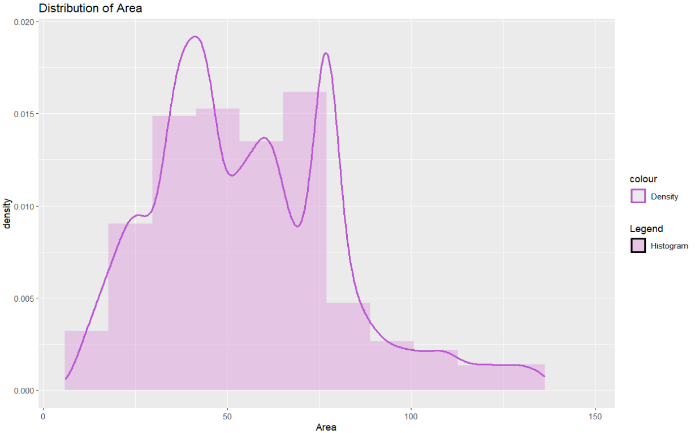 Distribution of Area
0.020
0.015
0.010
0.005
0.000
density
0
50
100
150
Area
colour
Density
Legend
Histogram